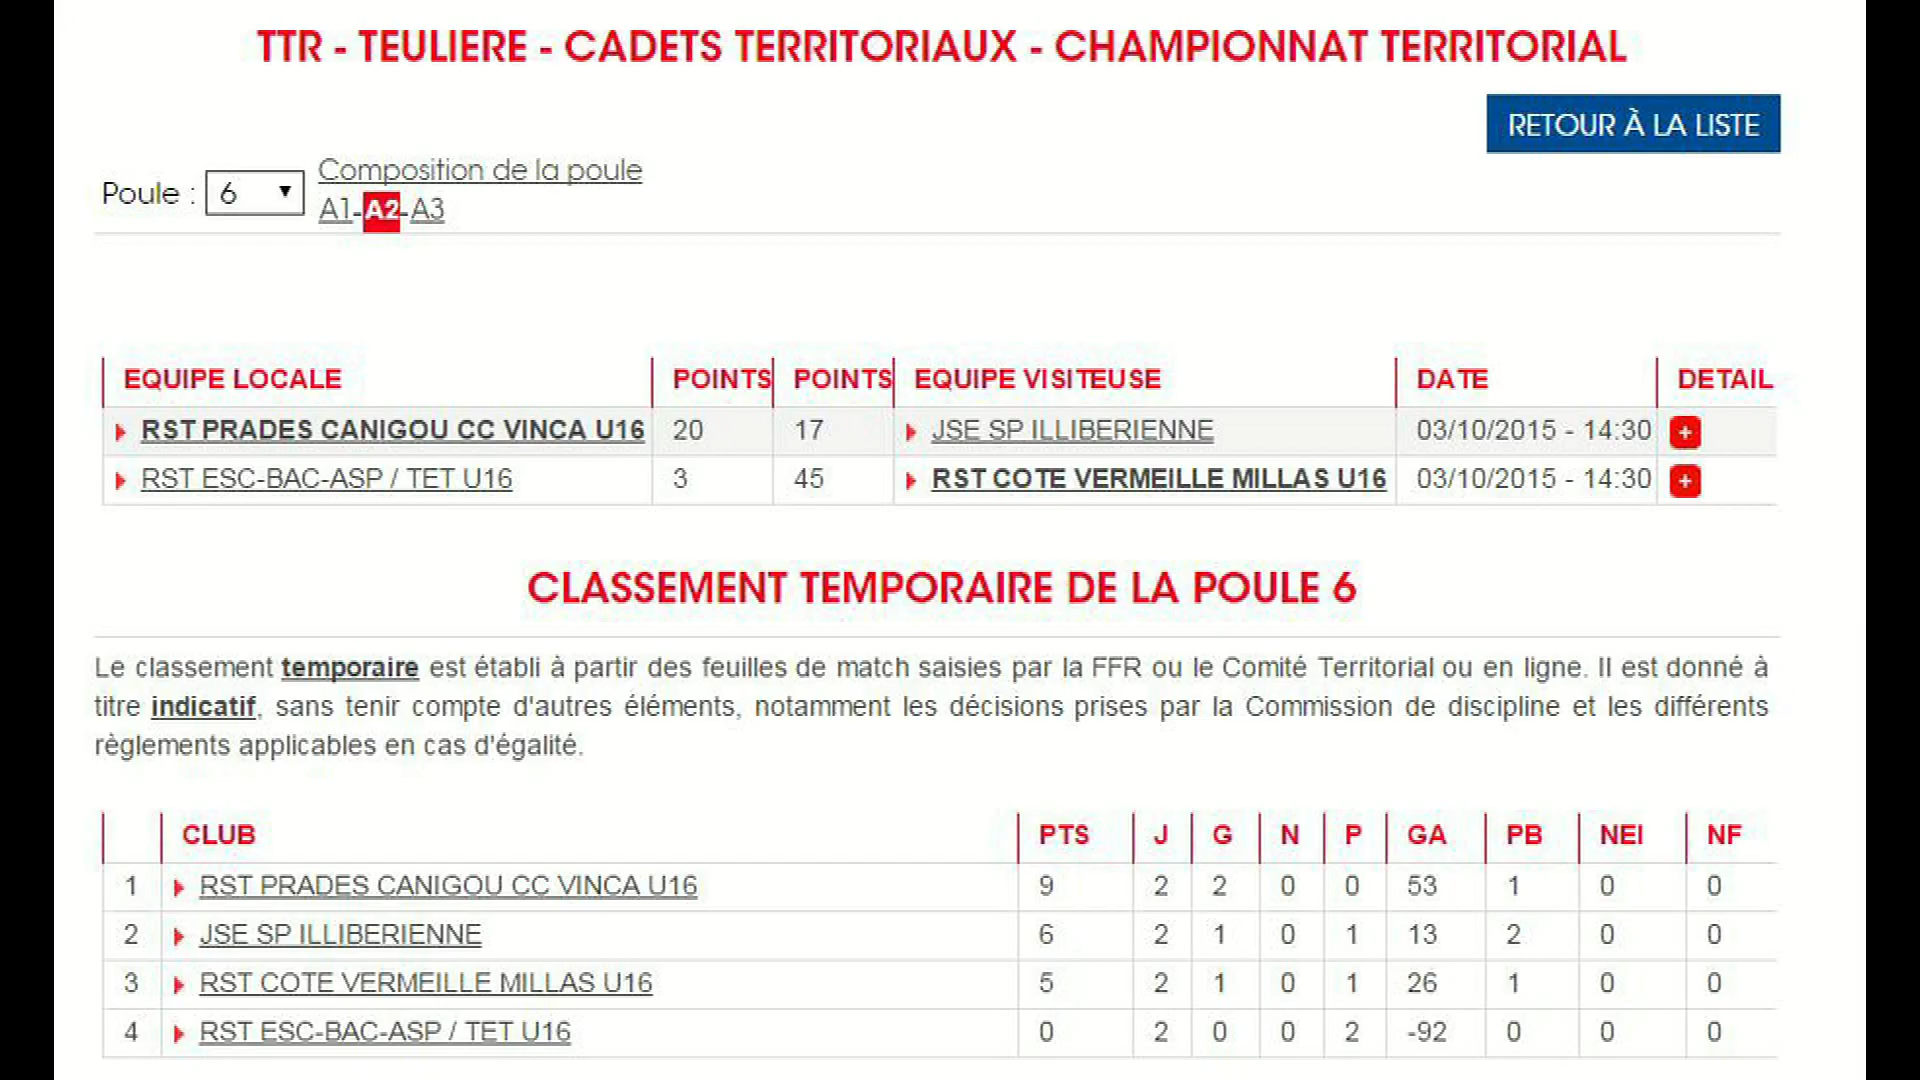 TTR - TEULIERE - CADETS TERRITORIAUX - CHAMPIONNAT TERRITORIAL
RETOUR À LA LISTE
Poule : 6 ▼ Composition de la poule
A1-A2-A3
EQUIPE LOCALE POINTS POINTS EQUIPE VISITEUSE DATE DETAIL
RST PRADES CANIGOU CC VINCA U16 20 17 JSE SP ILLIBERIENNE 03/10/2015 - 14:30 +
RST ESC-BAC-ASP / TET U16 3 45 RST COTE VERMEILLE MILLAS U16 03/10/2015 - 14:30 +
CLASSEMENT TEMPORAIRE DE LA POULE 6
Le classement temporaire est établi à partir des feuilles de match saisies par la FFR ou le Comité Territorial ou en ligne. Il est donné à
titre indicatif, sans tenir compte d'autres éléments, notamment les décisions prises par la Commission de discipline et les différents
règlements applicables en cas d'égalité.
CLUB PTS J G N P GA PB NEI NF
1 RST PRADES CANIGOU CC VINCA U16 9 2 2 0 0 53 1 0 0
2 JSE SP ILLIBERIENNE 6 2 1 0 1 13 2 0 0
3 RST COTE VERMEILLE MILLAS U16 5 2 1 0 1 26 1 0 0
4 RST ESC-BAC-ASP / TET U16 0 2 0 0 2 -92 0 0 0